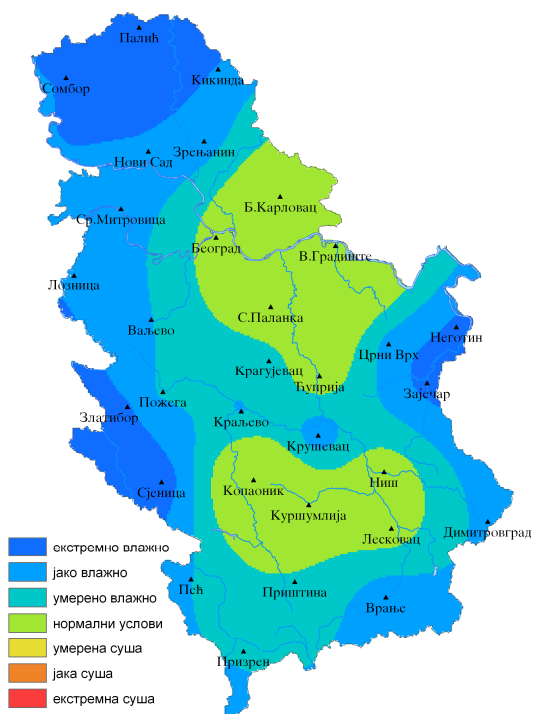 Палић
Сомбор
Кикинда
Зрењанин
Нови Сад
Б.Карловац
Ср.Митровица
Београд
В.Градиште
Лозница
С.Паланка
Ваљево
Неготин
Црни Врх
Крагујевац
Ћуприја
Зајечар
Пожега
Златибор
Краљево
Крушевац
Сјеница
Копаоник
Ниш
Куршумлија
Лесковац
Димитровград
Пећ
Приштина
Врање
Призрен
екстремно влажно
јако влажно
умерено влажно
нормални услови
умерена суша
јака суша
екстремна суша